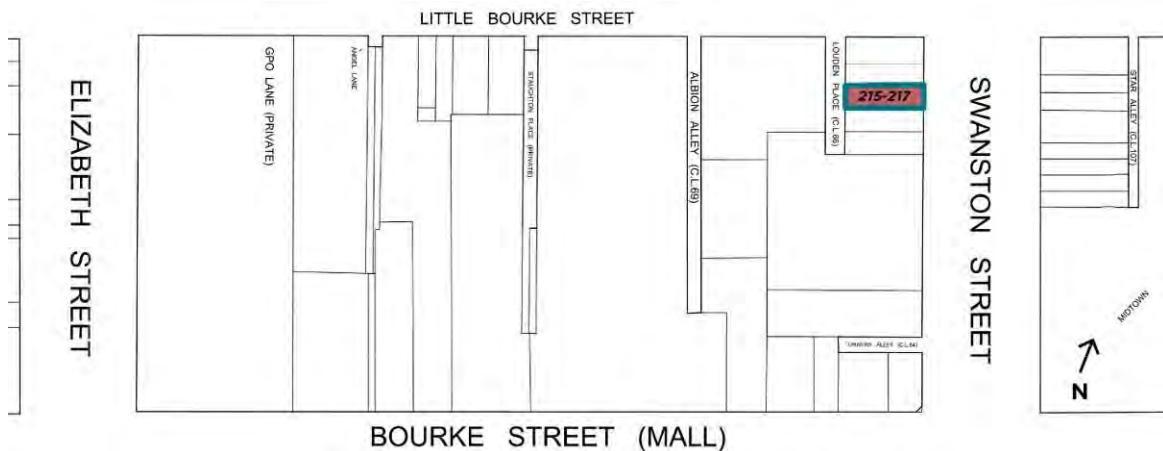 LITTLE BOURKE STREET
ELIZABETH STREET
GPO LANE (PRIVATE)
ANGEL LANE
STAUGHTON PLACE (PRIVATE)
ALBION ALLEY (C.L.69)
LOUDEN PLACE (C.L.66)
215-217
SWANSTON STREET
STAR ALLEY (C.L.107)
MIDTOWN
N
BOURKE STREET (MALL)